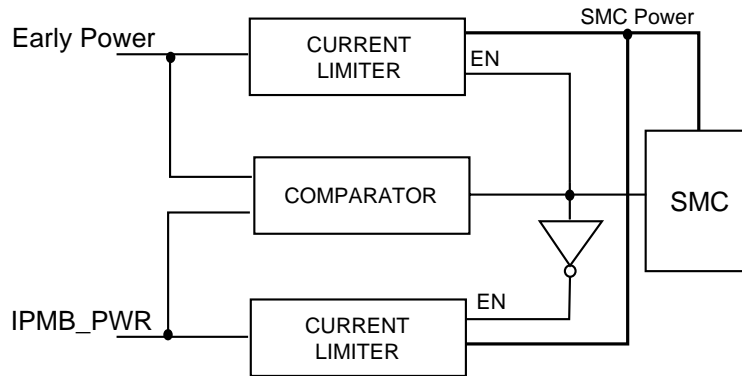 SMC Power
Early Power
CURRENT
LIMITER
EN
COMPARATOR
SMC
IPMB_PWR
EN
CURRENT
LIMITER